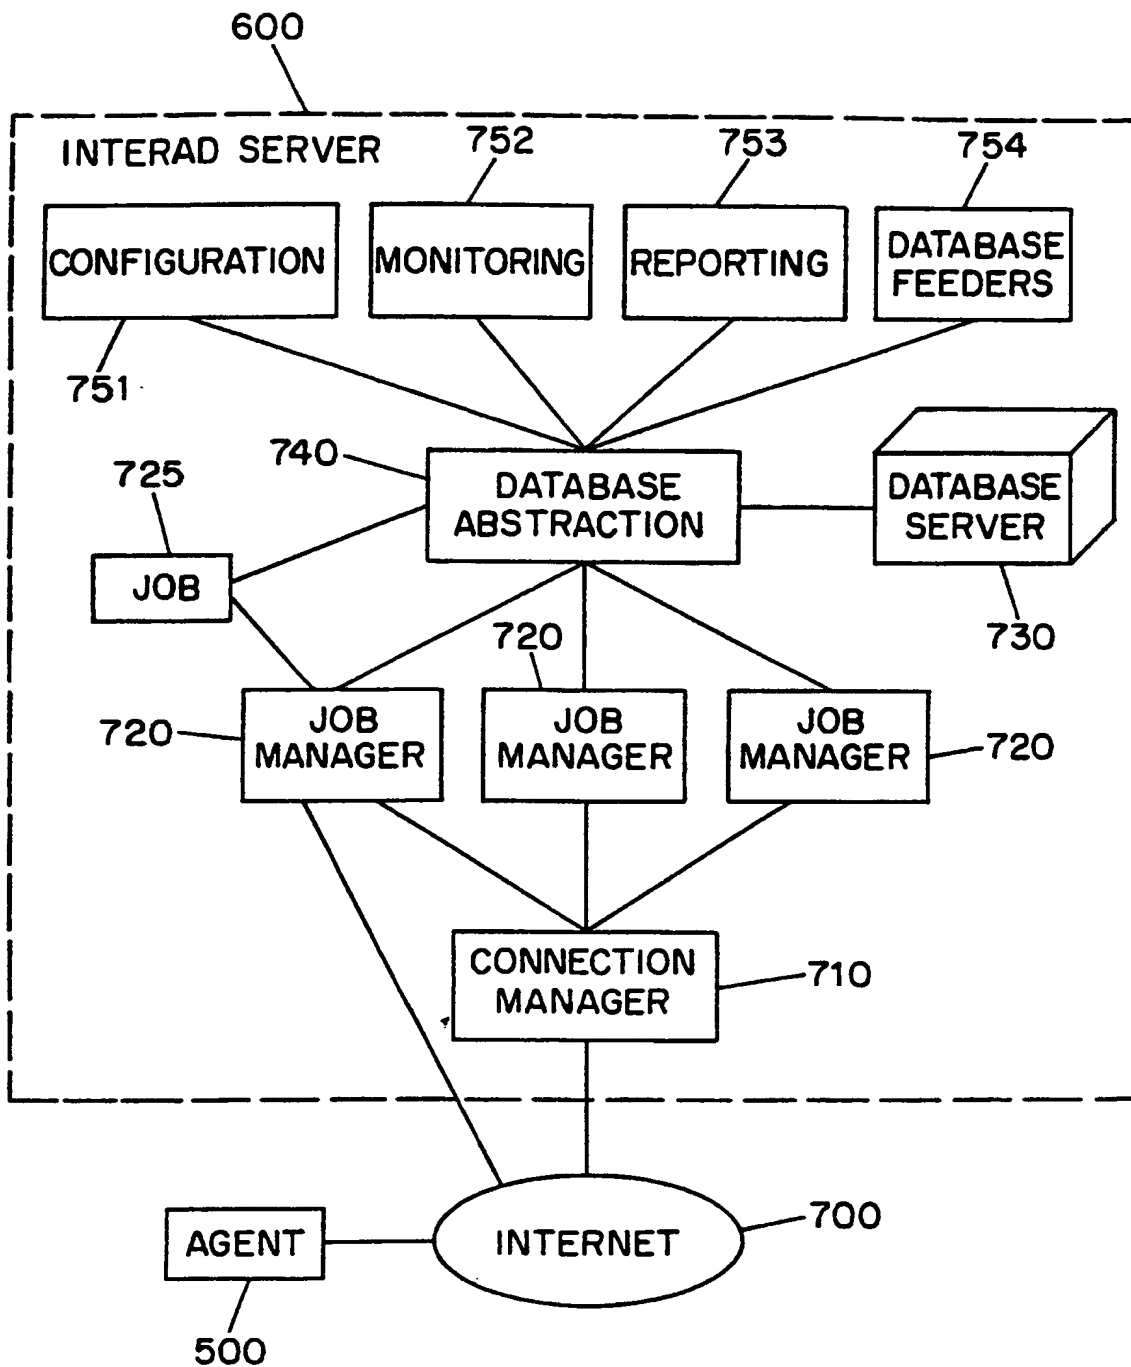 600
INTERAD SERVER
752
753
754
CONFIGURATION
MONITORING
REPORTING
DATABASE
FEEDERS
751
740
DATABASE
ABSTRACTION
DATABASE
SERVER
725
JOB
730
720
720
JOB
MANAGER
JOB
MANAGER
JOB
MANAGER
720
CONNECTION
MANAGER
710
INTERNET
700
AGENT
500